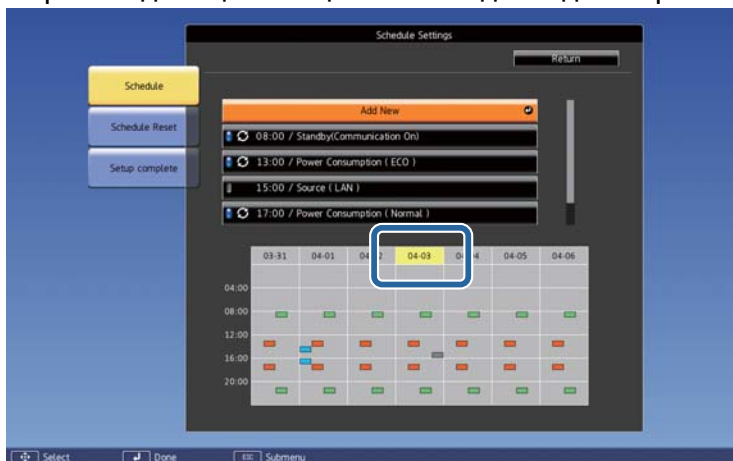 Schedule Settings
Return
Schedule
Schedule Reset
Setup complete
Add New
08:00 / Standby(Communication On)
13:00 / Power Consumption ( ECO )
15:00 / Source ( LAN )
17:00 / Power Consumption ( Normal )
03-31 04-01 04-03 04-05 04-06
04:00
08:00
12:00
16:00
20:00
Select Done Esc Submenu